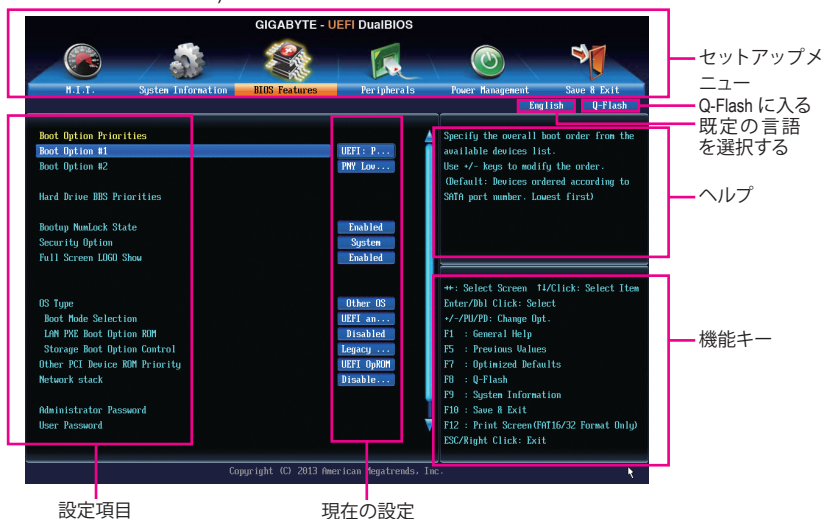 GIGABYTE - UEFI DualBIOS
M.I.T.
System Information
BIOS Features
Peripherals
Power Management
Save & Exit
English
Q-Flash
セットアップメ
ニュー
Q-Flash に入る
既定の言語
を選択する
Boot Option Priorities
Boot Option #1 UEFI: P...
Boot Option #2 PNY Lov...
Hard Drive BBS Priorities
Bootup NumLock State Enabled
Security Option System
Full Screen LOGO Show Enabled
OS Type Other OS
Boot Mode Selection UEFI an...
LAN PXE Boot Option ROM Disabled
Storage Boot Option Control Legacy ...
Other PCI Device ROM Priority UEFI OpROM
Network stack Disable...
Administrator Password
User Password
Specify the overall boot order from the
available devices list.
Use +/- keys to modify the order.
(Default: Devices ordered according to
SATA port number. Lowest first)
ヘルプ
→←: Select Screen ↑↓/Click: Select Item
Enter/Dbl Click: Select
+/-/PU/PD: Change Opt.
F1 : General Help
F5 : Previous Values
F7 : Optimized Defaults
F8 : Q-Flash
F9 : System Information
F10 : Save & Exit
F12 : Print Screen(FAT16/32 Format Only)
ESC/Right Click: Exit
機能キー
Copyright (C) 2013 American Megatrends, Inc.
設定項目
現在の設定